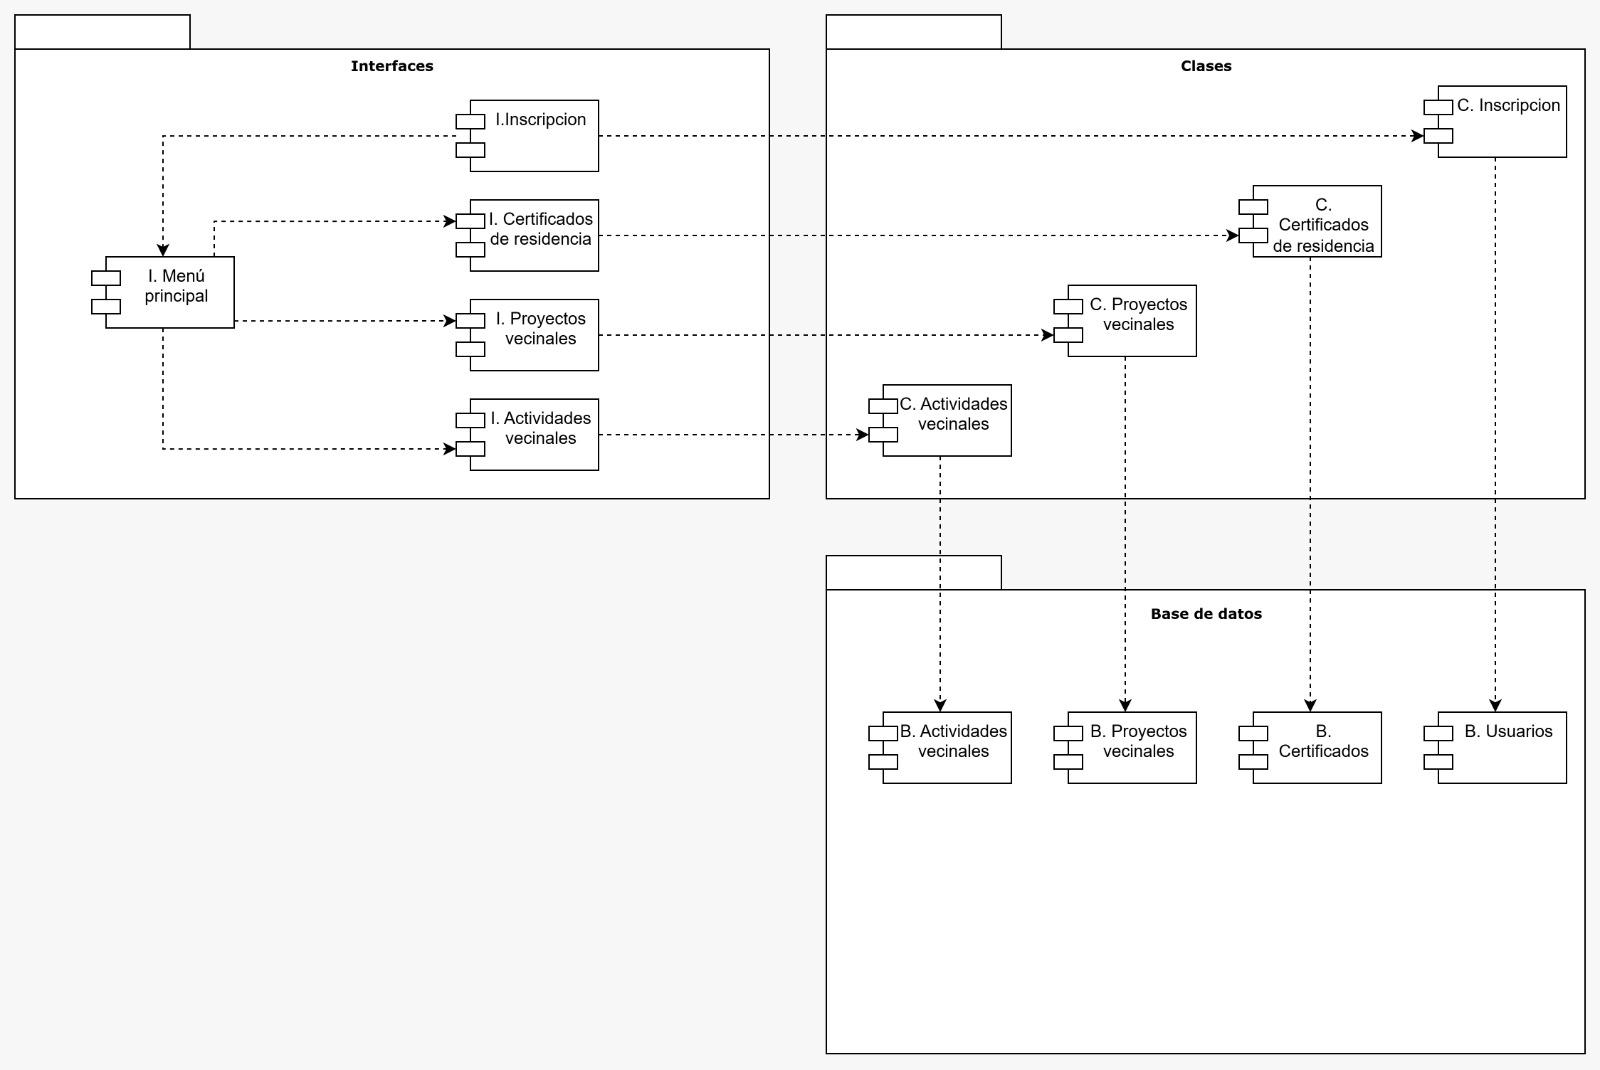 Interfaces
I.Inscripcion
I. Certificados
de residencia
I. Menú
principal
I. Proyectos
vecinales
I. Actividades
vecinales
Clases
C. Inscripcion
C.
Certificados
de residencia
C. Proyectos
vecinales
C. Actividades
vecinales
Base de datos
B. Actividades
vecinales
B. Proyectos
vecinales
B.
Certificados
B. Usuarios